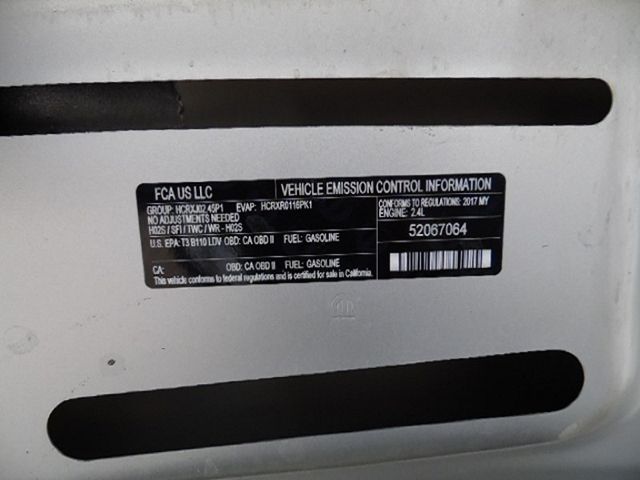 FCA US LLC
VEHICLE EMISSION CONTROL INFORMATION
GROUP: HCRXJ02.45P1 EVAP: HCRXR0116PK1
NO ADJUSTMENTS NEEDED
H02S / SFI / TWC / WR - H02S
U.S. EPA: T3 B110 LDV OBD: CA OBD II FUEL: GASOLINE
CA: OBD: CA OBD II FUEL: GASOLINE
This vehicle conforms to federal regulations and is certified for sale in California.
CONFORMS TO REGULATIONS: 2017 MY
ENGINE: 2.4L
52067064